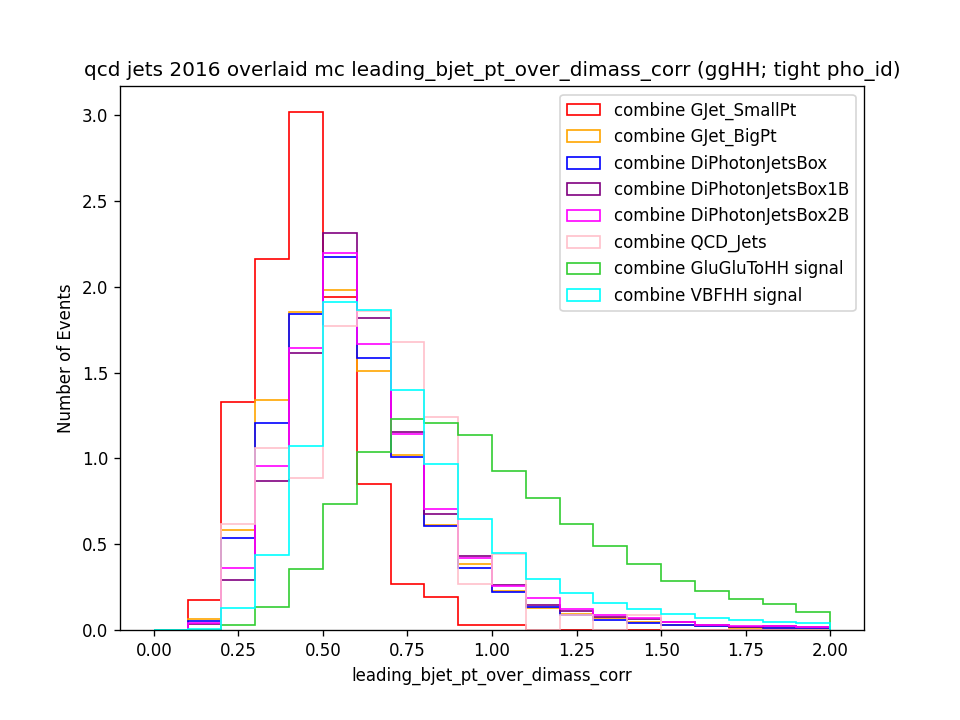 qcd jets 2016 overlaid mc leading_bjet_pt_over_dimass_corr (ggHH; tight pho_id)
combine GJet_SmallPt
combine GJet_BigPt
combine DiPhotonJetsBox
combine DiPhotonJetsBox1B
combine DiPhotonJetsBox2B
combine QCD_Jets
combine GluGluToHH signal
combine VBFHH signal
Number of Events
3.0
2.5
2.0
1.5
1.0
0.5
0.0
0.00 0.25 0.50 0.75 1.00 1.25 1.50 1.75 2.00
leading_bjet_pt_over_dimass_corr